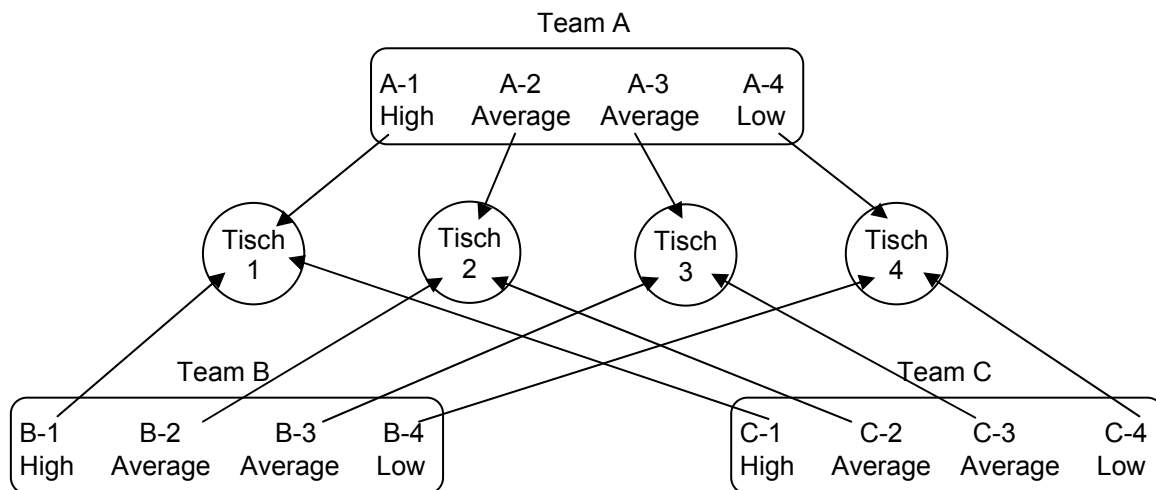 Team A
A-1 A-2 A-3 A-4
High Average Average Low
Tisch 1
Tisch 2
Tisch 3
Tisch 4
Team B
B-1 B-2 B-3 B-4
High Average Average Low
Team C
C-1 C-2 C-3 C-4
High Average Average Low